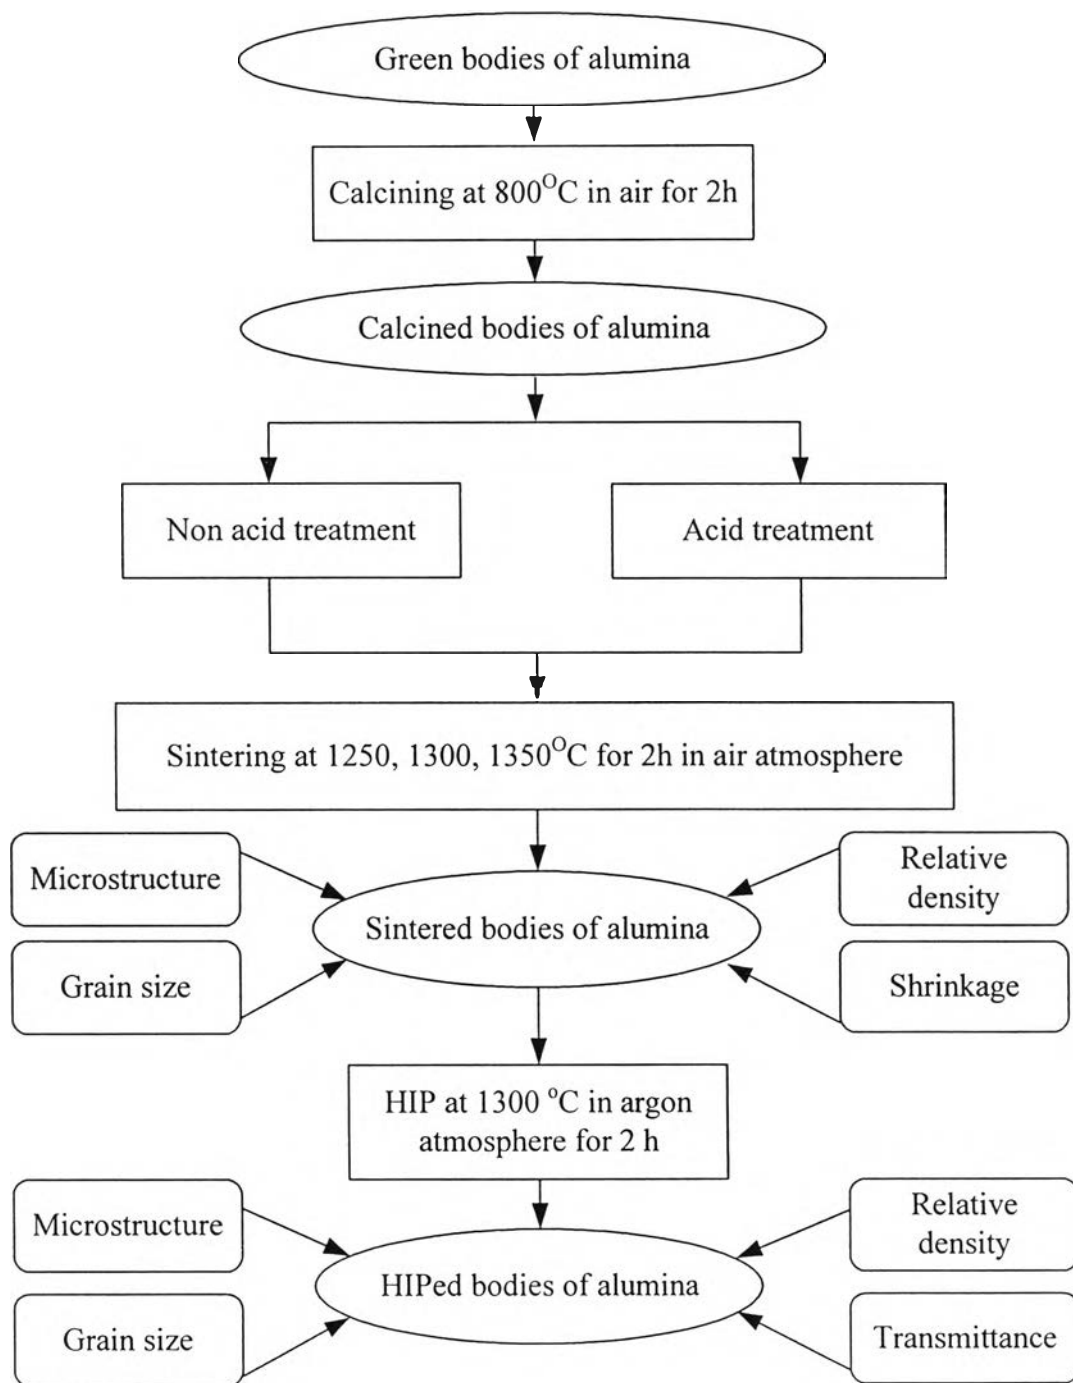 Green bodies of alumina
Calcining at 800°C in air for 2h
Calcined bodies of alumina
Non acid treatment
Acid treatment
Sintering at 1250, 1300, 1350°C for 2h in air atmosphere
Microstructure
Relative
density
Sintered bodies of alumina
Grain size
Shrinkage
HIP at 1300 °C in argon
atmosphere for 2 h
Microstructure
Relative
density
HIPed bodies of alumina
Grain size
Transmittance